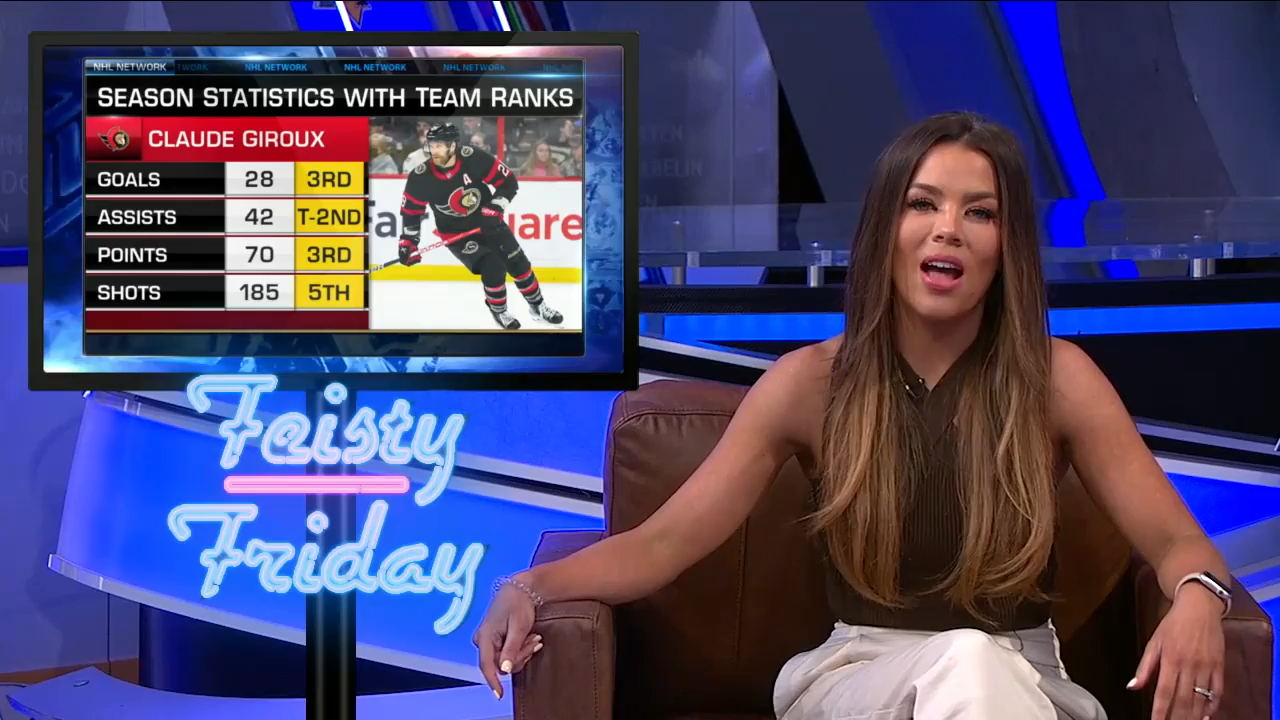 NHL NETWORK
NHL NETWORK NHL NETWORK NHL NETWORK
SEASON STATISTICS WITH TEAM RANKS
CLAUDE GIROUX
GOALS 28 3RD
ASSISTS 42 T-2ND
POINTS 70 3RD
SHOTS 185 5TH
A
Feisty
Friday